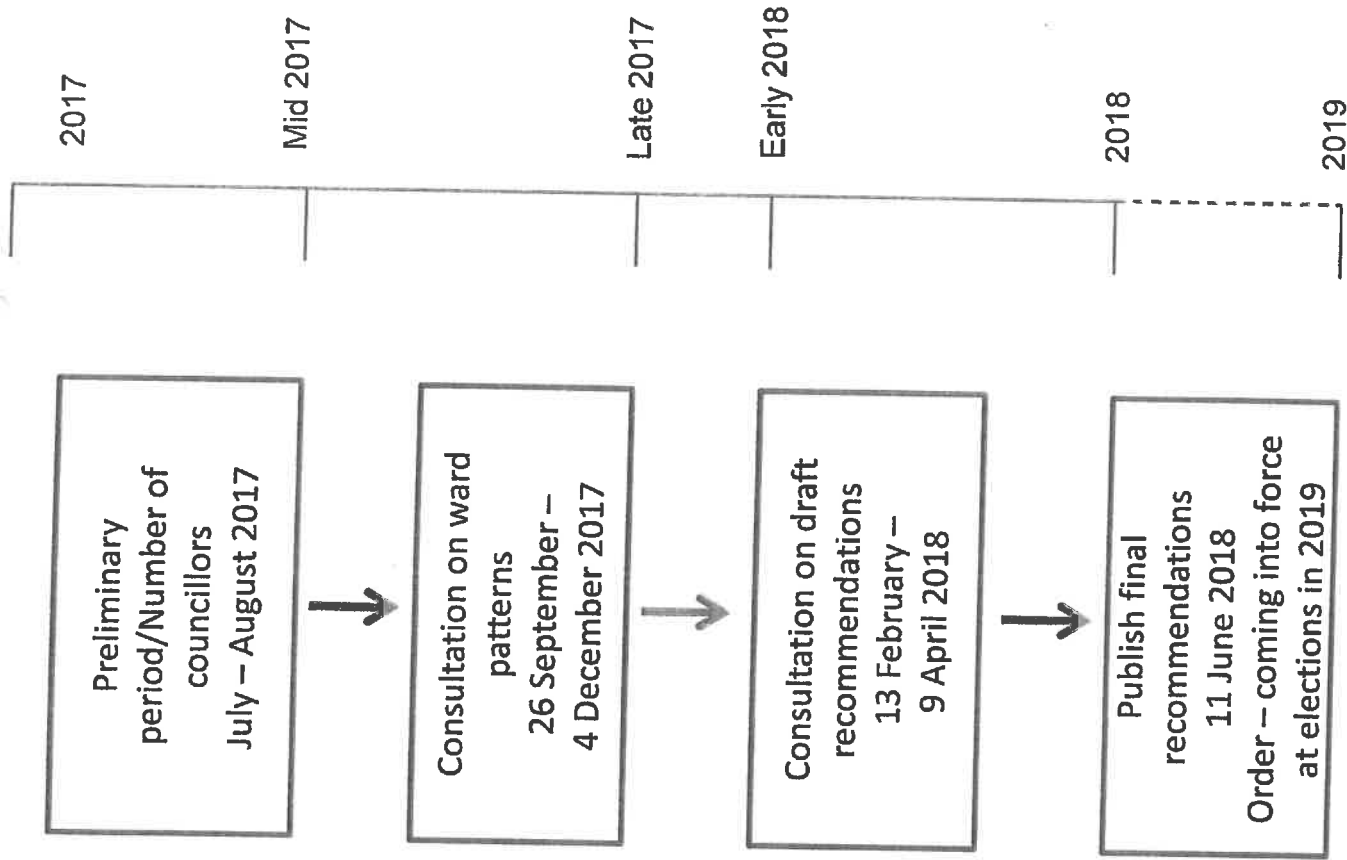 Preliminary
period/Number of
councillors
July – August 2017
Consultation on ward
patterns
26 September –
4 December 2017
Consultation on draft
recommendations
13 February –
9 April 2018
Publish final
recommendations
11 June 2018
Order – coming into force
at elections in 2019
2017
Mid 2017
Late 2017
Early 2018
2018
2019